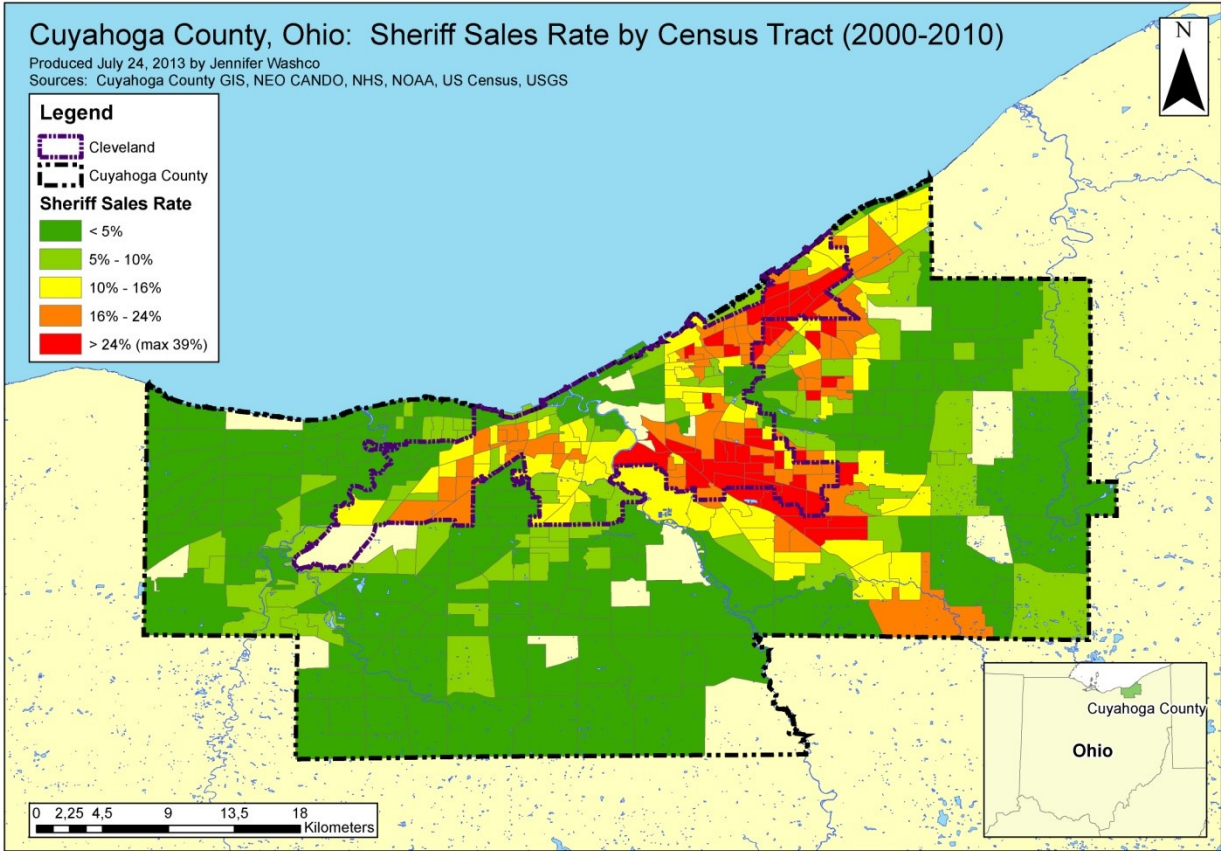 Cuyahoga County, Ohio: Sheriff Sales Rate by Census Tract (2000-2010)
Produced July 24, 2013 by Jennifer Washco
Sources: Cuyahoga County GIS, NEO CANDO, NHS, NOAA, US Census, USGS
N
Legend
Cleveland
Cuyahoga County
Sheriff Sales Rate
< 5%
5% - 10%
10% - 16%
16% - 24%
> 24% (max 39%)
Cuyahoga County
Ohio
0 2,25 4,5 9 13,5 18
Kilometers